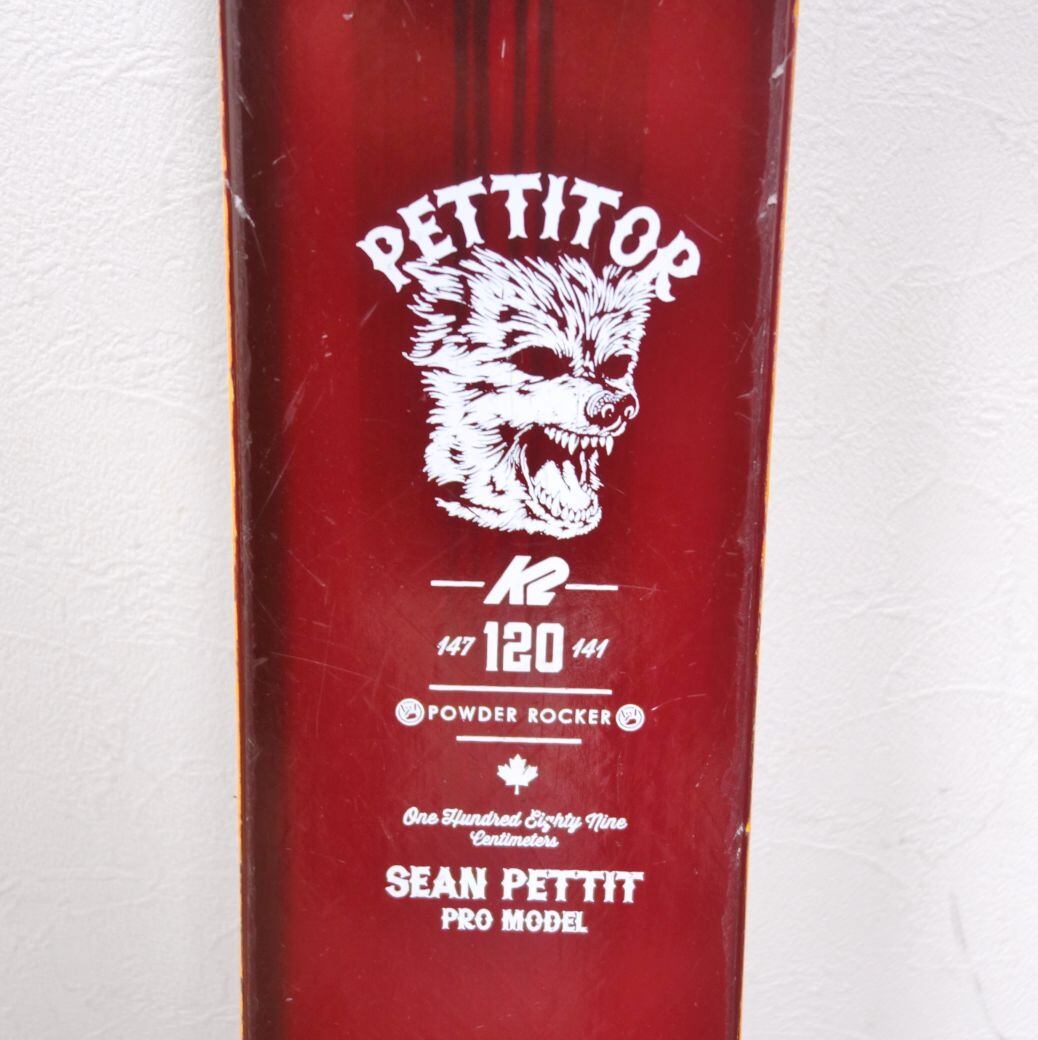 PETTITOR
K2
147 120 141
POWDER ROCKER
One Hundred Eighty Nine
Centimeters
SEAN PETTIT
PRO MODEL